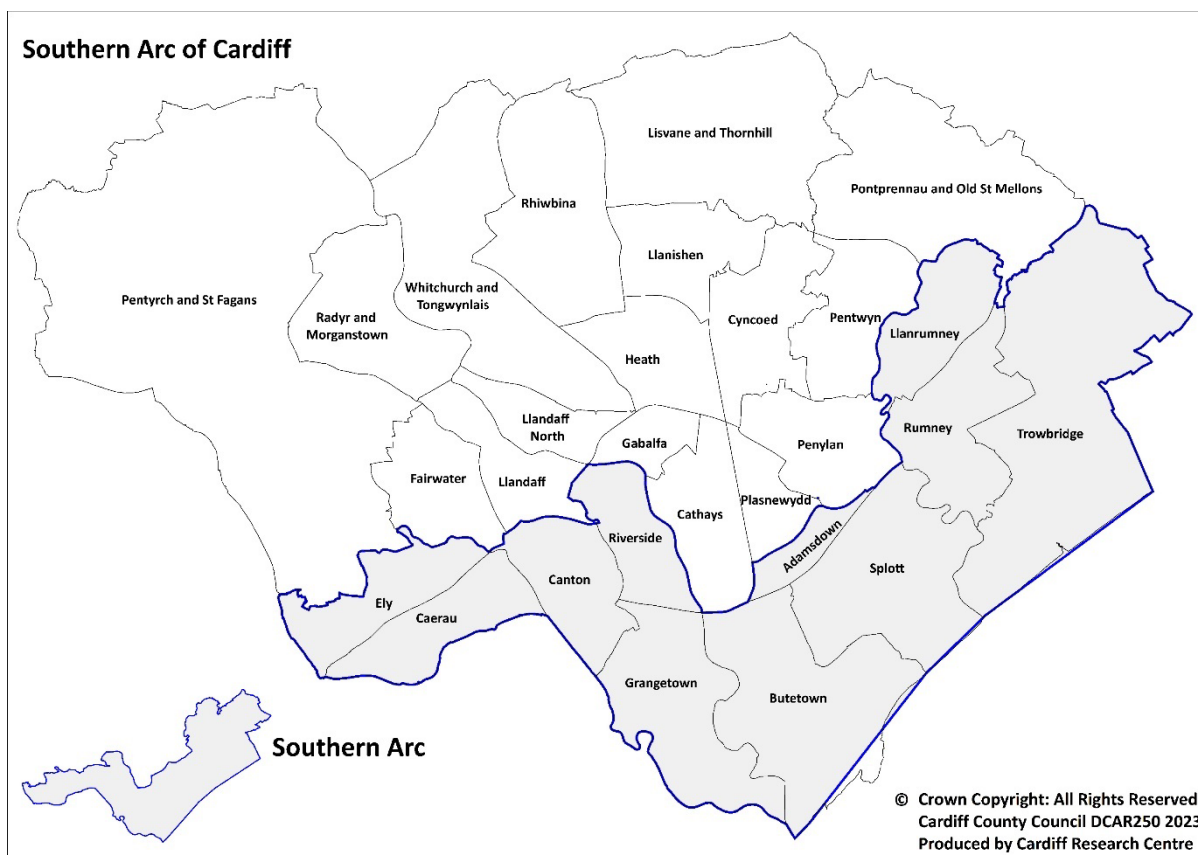 Southern Arc of Cardiff
Lisvane and Thornhill
Pontprennau and Old St Mellons
Rhiwbina
Llanishen
Pentyrch and St Fagans
Whitchurch and
Tongwynlais
Radyr and
Morganstown
Cyncoed
Pentwyn
Llanrumney
Heath
Llandaff
North
Gabalfa
Penylan
Rumney
Trowbridge
Fairwater
Llandaff
Cathays
Plasnewydd
Riverside
Adamsdown
Splott
Canton
Ely
Caerau
Grangetown
Butetown
Southern Arc
© Crown Copyright: All Rights Reserved
Cardiff County Council DCAR250 2023
Produced by Cardiff Research Centre